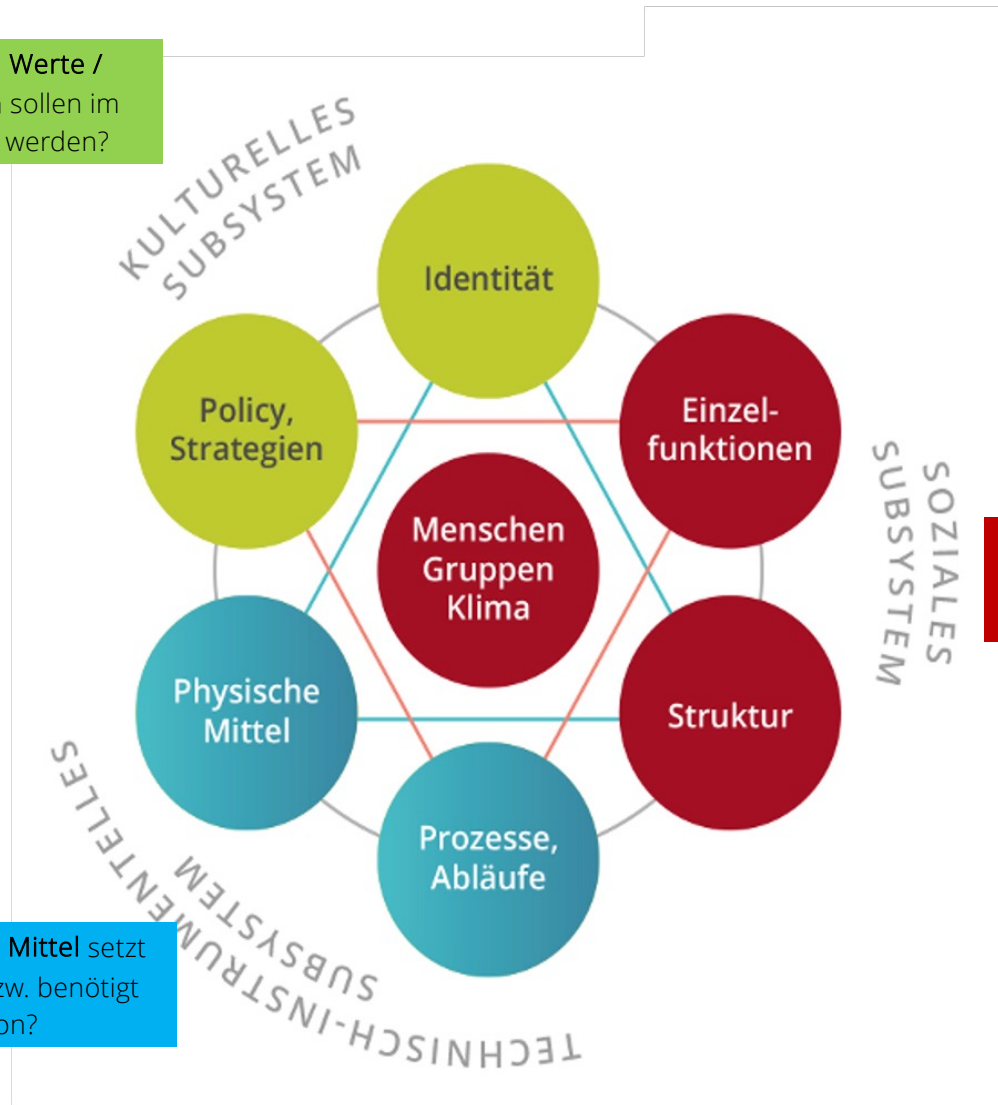 Werte /
sollen im
werden?
KULTURELLES
SUBSYSTEM
Identität
Policy,
Strategien
Einzel-
funktionen
Menschen
Gruppen
Klima
SOZIALES
SUBSYSTEM
Physische
Mittel
Struktur
Prozesse,
Abläufe
TECHNISCH-INSTRUMENTELLES
SUBSYSTEM
Mittel setzt
zw. benötigt
on?